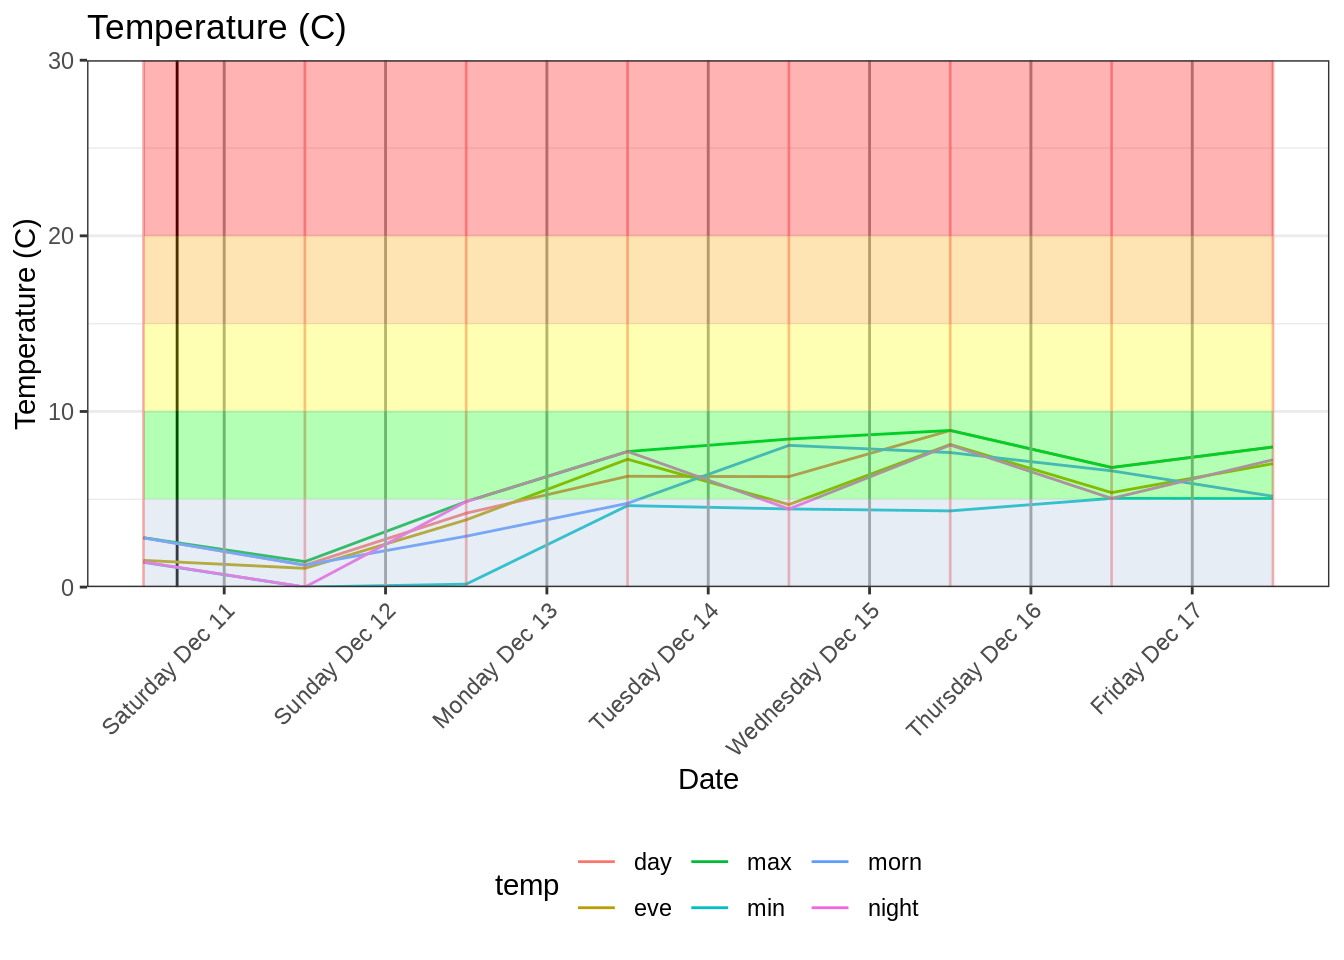 Temperature (C)
Temperature (C)
30
20
10
0
Saturday Dec 11
Sunday Dec 12
Monday Dec 13
Tuesday Dec 14
Wednesday Dec 15
Thursday Dec 16
Friday Dec 17
Date
temp
day max morn
eve min night